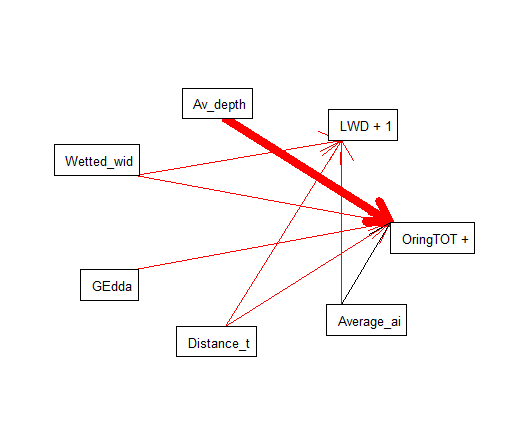 Av_depth
LWD + 1
Wetted_wid
OringTOT +
GEdda
Average_ai
Distance_t